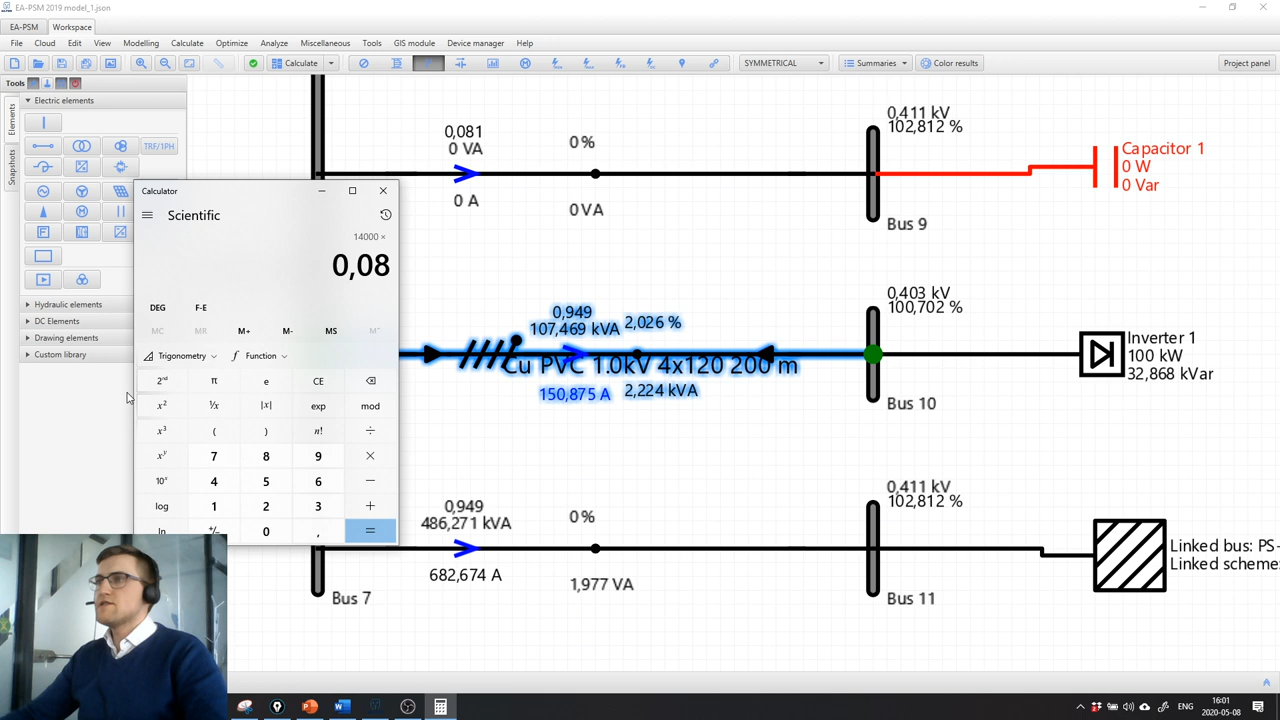 EA-PSM 2019 model_1.json
EA-PSM Workspace
File Cloud Edit View Modelling Calculate Optimize Analyze Miscellaneous Tools GIS module Device manager Help
Calculate SYMMETRICAL Summaries Color results Project panel
Tools
Electric elements
Elements
Snapshots
TRF/1PH
Hydraulic elements
DC Elements
Drawing elements
Custom library
Calculator
Scientific
14000 ×
0,08
DEG F-E
MC MR M+ M- MS M˅
Trigonometry Function
2nd π e CE
x² ¹/x |x| exp mod
x³ ( ) n! ÷
xʸ 7 8 9 ×
10ˣ 4 5 6 −
log 1 2 3 +
ln +/− 0 , =
0,081
0 VA
0 A
0 %
0 VA
0,411 kV
102,812 %
Bus 9
Capacitor 1
0 W
0 Var
0,949
107,469 kVA
2,026 %
Cu PVC 1.0kV 4x120 200 m
150,875 A
2,224 kVA
0,403 kV
100,702 %
Bus 10
Inverter 1
100 kW
32,868 kVar
0,949
486,271 kVA
682,674 A
0 %
1,977 VA
Bus 7
0,411 kV
102,812 %
Bus 11
Linked bus: PS-
Linked scheme:
ENG
16:01
2020-05-08